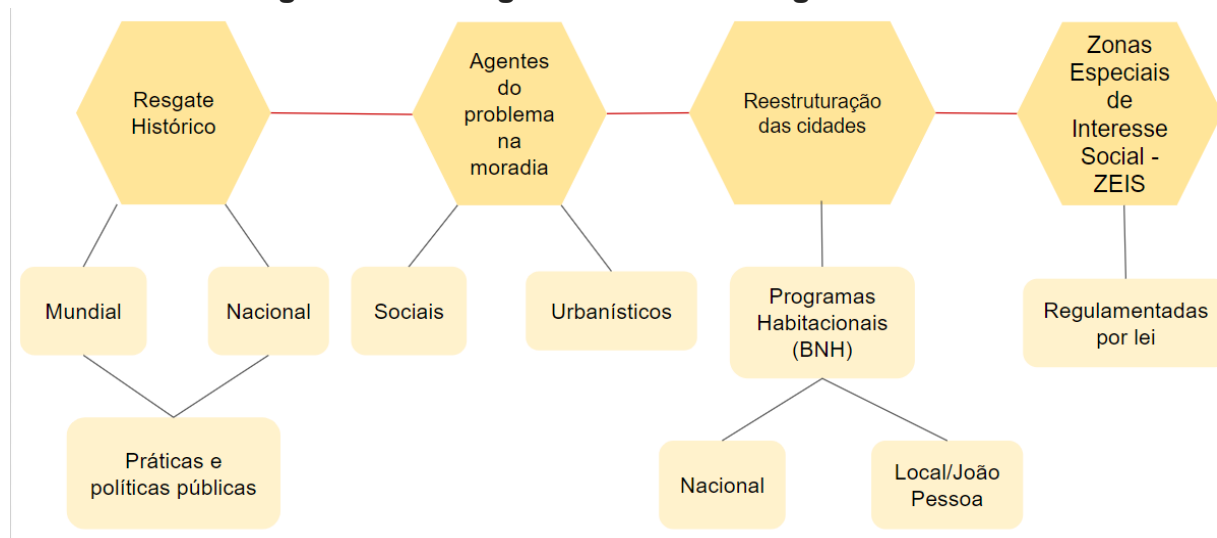 Resgate
Histórico
Agentes
do
problema
na
moradia
Reestruturação
das cidades
Zonas
Especiais
de
Interesse
Social -
ZEIS
Mundial
Nacional
Sociais
Urbanísticos
Programas
Habitacionais
(BNH)
Regulamentadas
por lei
Práticas e
políticas públicas
Nacional
Local/João
Pessoa